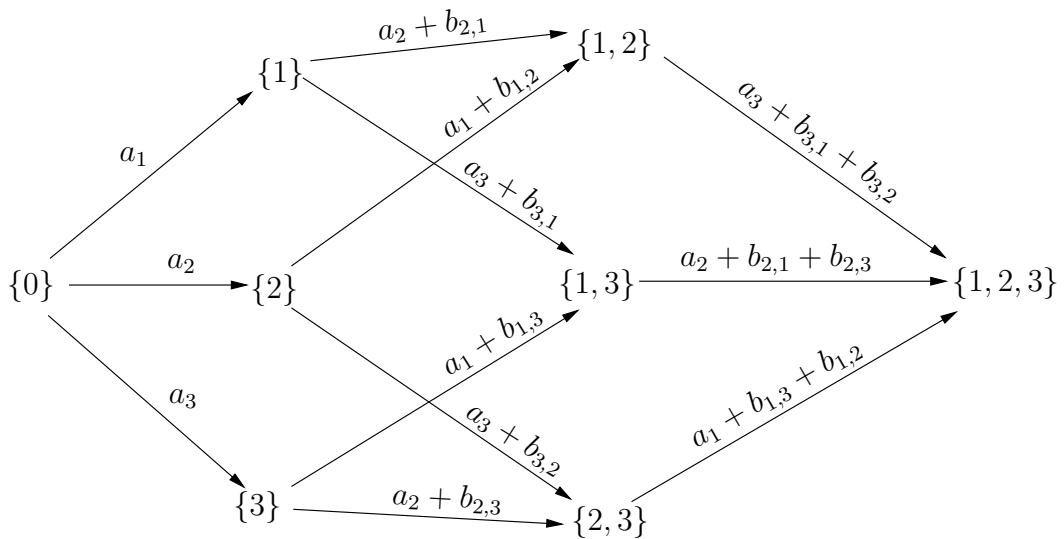 a_2 + b_{2,1}
{1, 2}
{1}
a_1 + b_{1,2}
a_3 + b_{3,1} + b_{3,2}
a_1
a_3 + b_{3,1}
{0}
a_2
{2}
{1, 3}
a_2 + b_{2,1} + b_{2,3}
{1, 2, 3}
a_1 + b_{1,3}
a_3
a_3 + b_{3,2}
a_1 + b_{1,3} + b_{1,2}
{3}
a_2 + b_{2,3}
{2, 3}